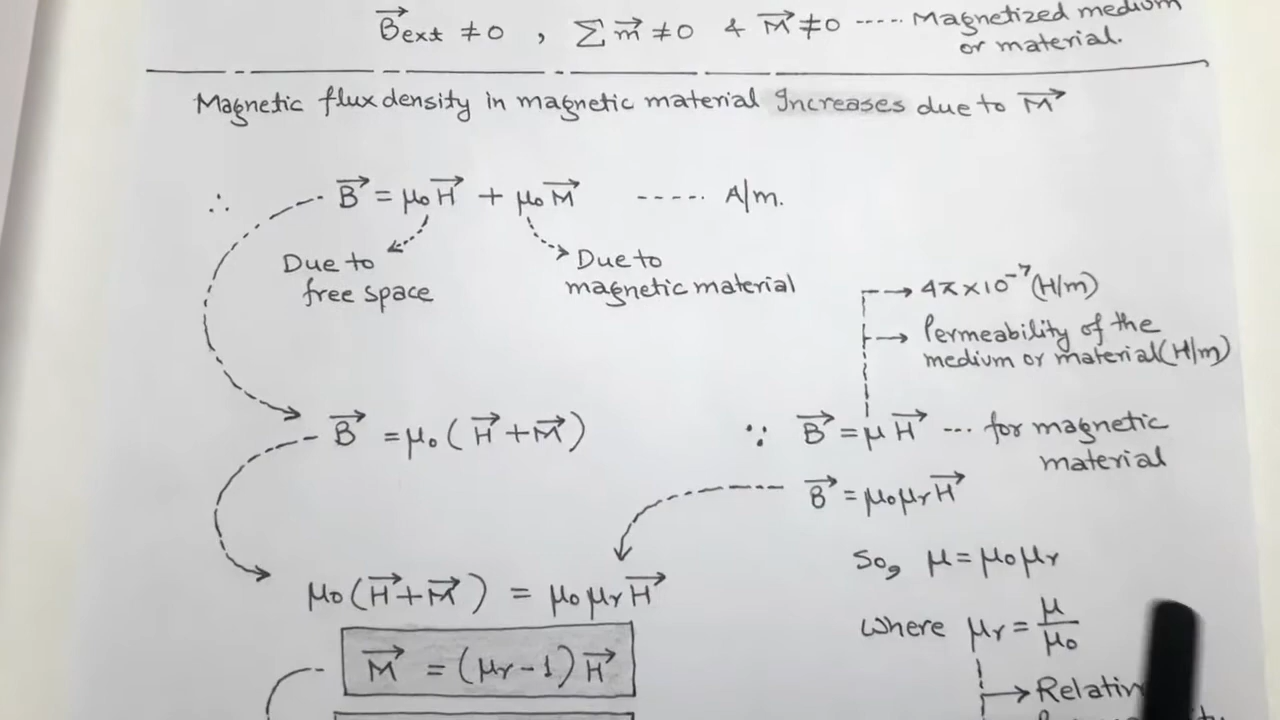 B⃗ext ≠ 0 , Σm⃗ ≠ 0 & M⃗ ≠ 0 ----- Magnetized medium
or material.
Magnetic flux density in magnetic material Increases due to M⃗
∴ B⃗ = μ₀H⃗ + μ₀M⃗ ----- A/m.
Due to
free space
Due to
magnetic material
4π×10⁻⁷ (H/m)
Permeability of the
medium or material (H/m)
B⃗ = μ₀(H⃗+M⃗)
∵ B⃗ = μH⃗ --- for magnetic
material
B⃗ = μ₀μrH⃗
So, μ = μ₀μr
μ₀(H⃗+M⃗) = μ₀μrH⃗
where μr = μ/μ₀
M⃗ = (μr-1)H⃗